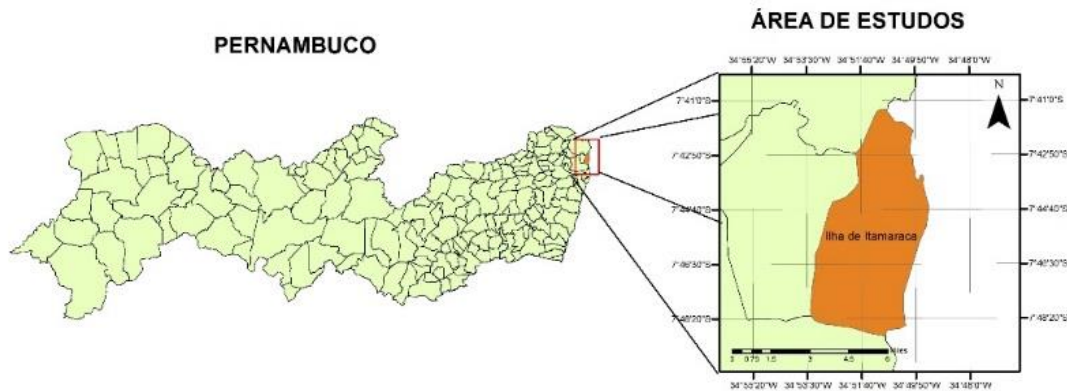 ÁREA DE ESTUDOS
PERNAMBUCO
34°55'20"W 34°53'30"W 34°51'40"W 34°49'50"W 34°48'0"W
N
7°41'0"S 7°41'0"S
7°42'50"S 7°42'50"S
7°44'40"S 7°44'40"S
Ilha de Itamaraca
7°46'30"S 7°46'30"S
7°48'20"S 7°48'20"S
0.75 1.5 3 4.5 6
34°55'20"W 34°53'30"W 34°51'40"W 34°49'50"W 34°48'0"W